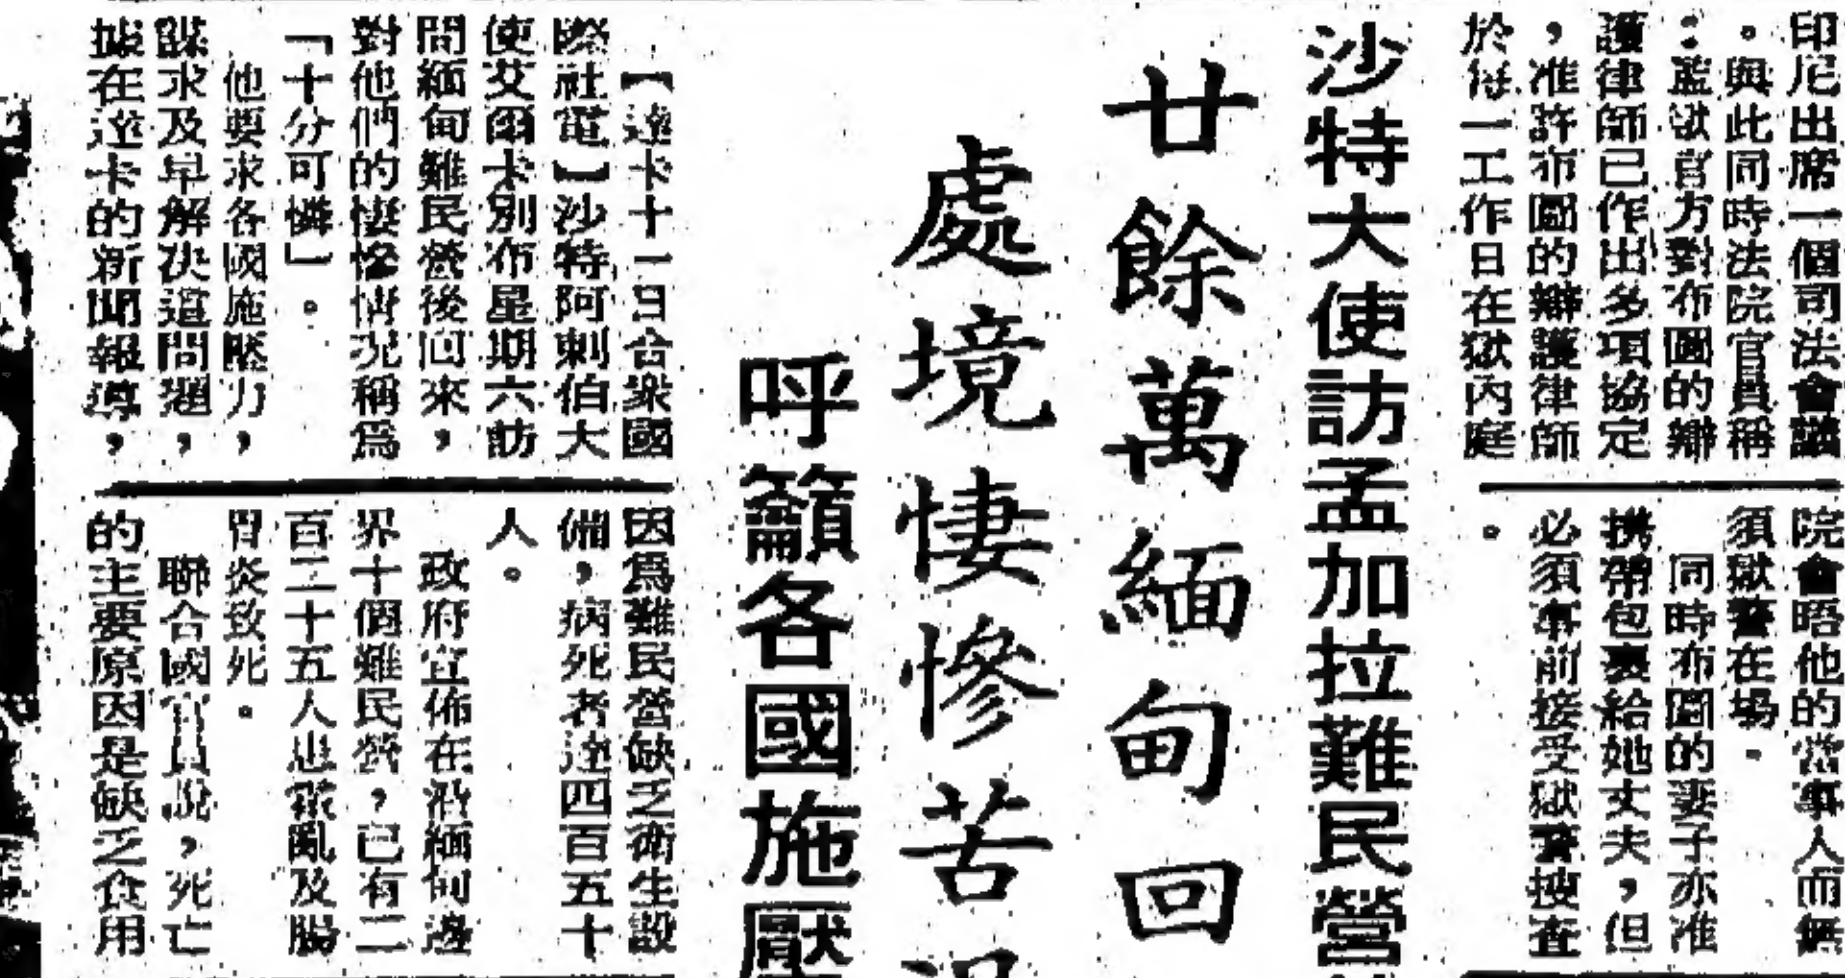 印尼出席一個司法會議
。與此同時法院官員稱
：監獄官方對布圖的辯
護律師已作出多項協定
，准許布圖的辯護律師
於每一工作日在獄內庭
院會晤他的當事人而無
須獄警在場。
同時布圖的妻子亦准
携帶包裹給她丈夫，但
必須事前接受獄警搜查
。
沙特大使訪孟加拉難民營
廿餘萬緬甸回
處境悽慘苦
呼籲各國施壓
【達卡十一日合衆國
際社電】沙特阿剌伯大
使艾爾卡別布星期六訪
問緬甸難民營後回來，
對他們的悽慘情況稱爲
「十分可憐」。
他要求各國施壓力，
謀求及早解决這問題，
據在達卡的新聞報導，
因爲難民營缺乏衛生設
備，病死者達四百五十
人。
政府宣佈在沿緬甸邊
界十個難民營，已有二
百二十五人患霍亂及腸
胃炎致死。
聯合國官員說，死亡
的主要原因是缺乏食用